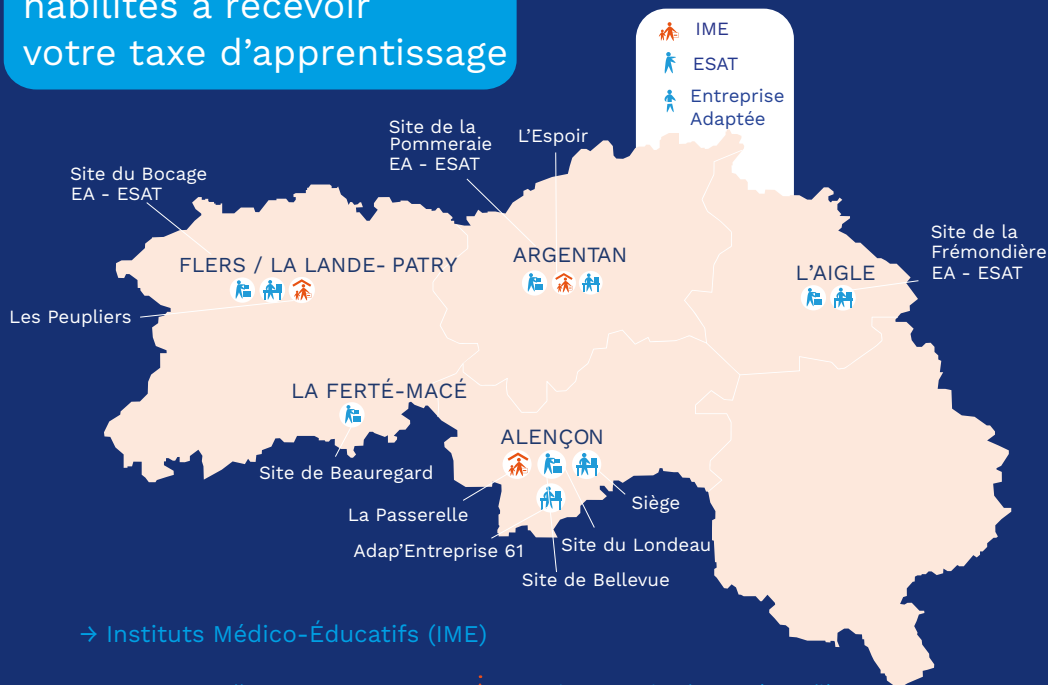 habilités à recevoir
votre taxe d'apprentissage
IME
ESAT
Entreprise
Adaptée
Site de la
Pommeraie
EA - ESAT
L'Espoir
Site du Bocage
EA - ESAT
Site de la
Frémondière
EA - ESAT
ARGENTAN
FLERS / LA LANDE- PATRY
L'AIGLE
Les Peupliers
LA FERTÉ-MACÉ
ALENÇON
Site de Beauregard
Siège
La Passerelle
Adap'Entreprise 61
Site du Londeau
Site de Bellevue
→ Instituts Médico-Éducatifs (IME)